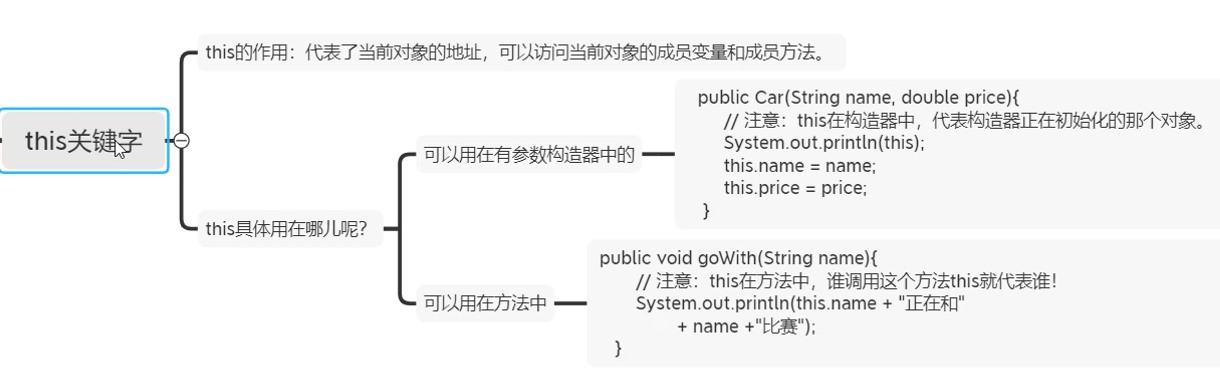 this关键字
this的作用：代表了当前对象的地址，可以访问当前对象的成员变量和成员方法。
this具体用在哪儿呢？
可以用在有参数构造器中的
public Car(String name, double price){
// 注意：this在构造器中，代表构造器正在初始化的那个对象。
System.out.println(this);
this.name = name;
this.price = price;
}
可以用在方法中
public void goWith(String name){
// 注意：this在方法中，谁调用这个方法this就代表�！
System.out.println(this.name + "正在和"
+ name +"比赛");
}